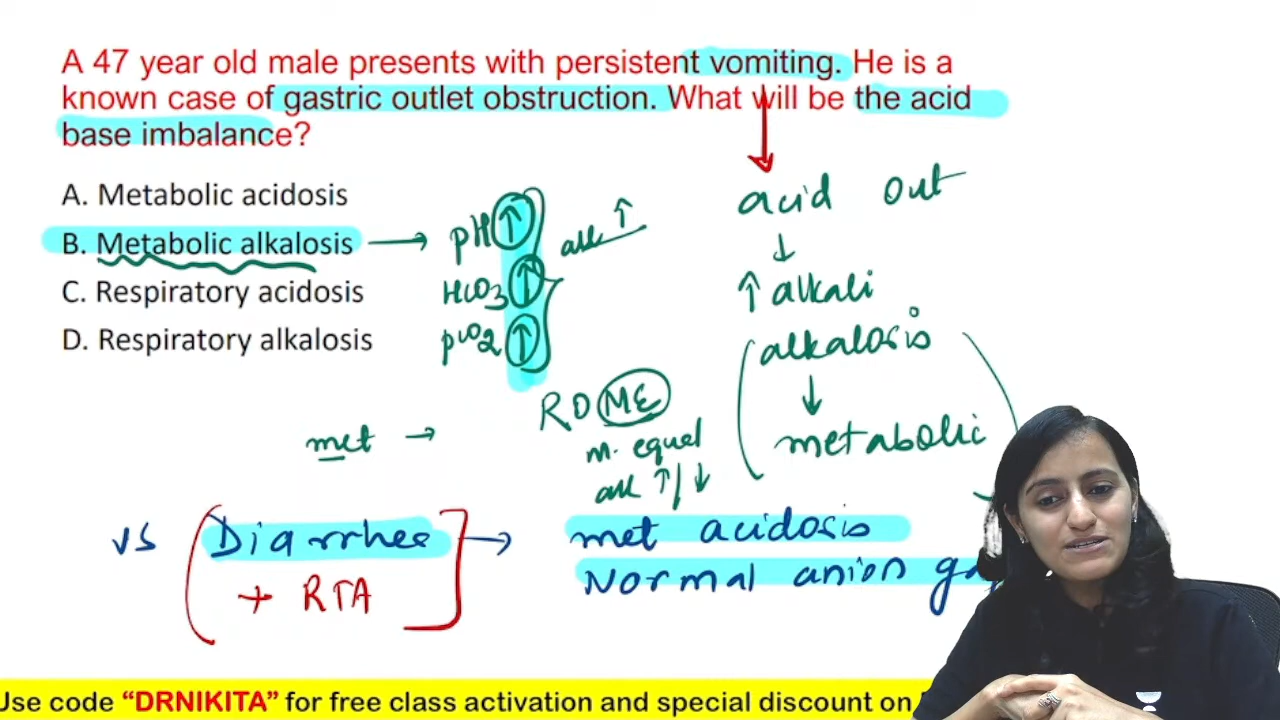 A 47 year old male presents with persistent vomiting. He is a
known case of gastric outlet obstruction. What will be the acid
base imbalance?
A. Metabolic acidosis
B. Metabolic alkalosis
C. Respiratory acidosis
D. Respiratory alkalosis
→ pH ↑
HCO3 ↑
pCO2 ↑
all ↑
acid out
↓
↑ alkali
alkalosis
↓
metabolic
met →
ROME
m. equal
all ↑/↓
vs (Diarrhea
+ RTA] →
met acidosis
Normal anion
Use code "DRNIKITA" for free class activation and special discount on